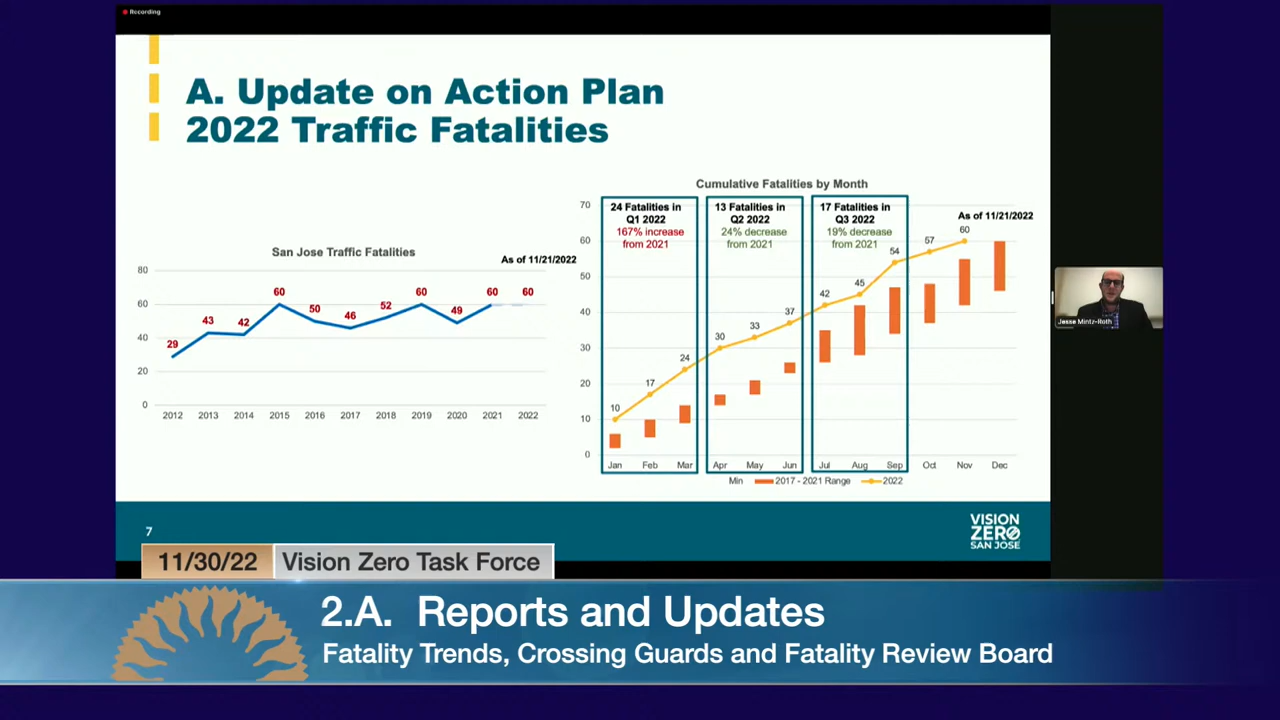 Recording
A. Update on Action Plan
2022 Traffic Fatalities
San Jose Traffic Fatalities
As of 11/21/2022
80
60
40
20
0
29
43
42
60
50
46
52
60
49
60
60
2012
2013
2014
2015
2016
2017
2018
2019
2020
2021
2022
Cumulative Fatalities by Month
70
60
50
40
30
20
10
0
24 Fatalities in
Q1 2022
167% increase
from 2021
13 Fatalities in
Q2 2022
24% decrease
from 2021
17 Fatalities in
Q3 2022
19% decrease
from 2021
As of 11/21/2022
10
17
24
30
33
37
42
45
54
57
60
Jan
Feb
Mar
Apr
May
Jun
Jul
Aug
Sep
Oct
Nov
Dec
Min
2017 - 2021 Range
2022
Jesse Mintz-Roth
7
VISION
ZERO
SAN JOSE
11/30/22
Vision Zero Task Force
2.A. Reports and Updates
Fatality Trends, Crossing Guards and Fatality Review Board